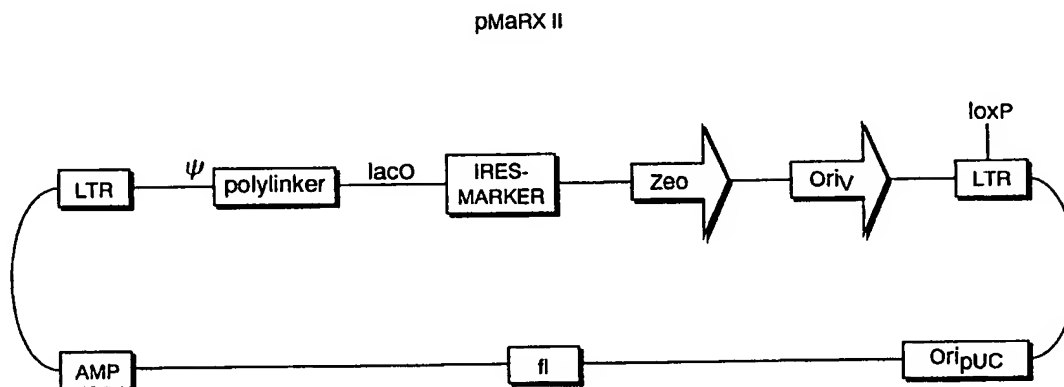 pMaRX II
loxP
LTR
ψ
polylinker
lacO
IRES-
MARKER
Zeo
OriV
LTR
AMP
fl
OripUC